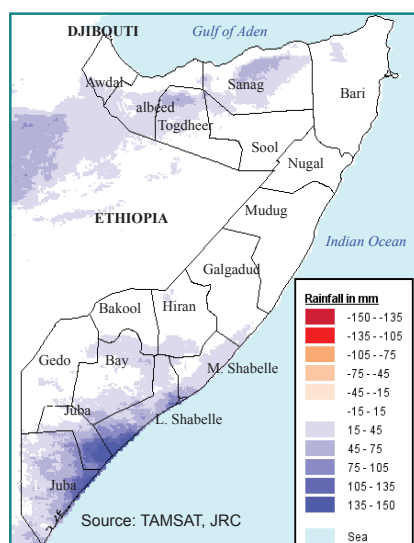 DJIBOUTI
Gulf of Aden
Awdal
Sanag
Bari
albeed
Togdheer
Sool
Nugal
ETHIOPIA
Mudug
Indian Ocean
Galgadud
Bakool
Hiran
Gedo
Bay
M. Shabelle
Juba
L. Shabelle
Juba
Source: TAMSAT, JRC
Rainfall in mm
-150 - -135
-135 - -105
-105 - -75
-75 - -45
-45 - -15
-15 - 15
15 - 45
45 - 75
75 - 105
105 - 135
135 - 150
Sea